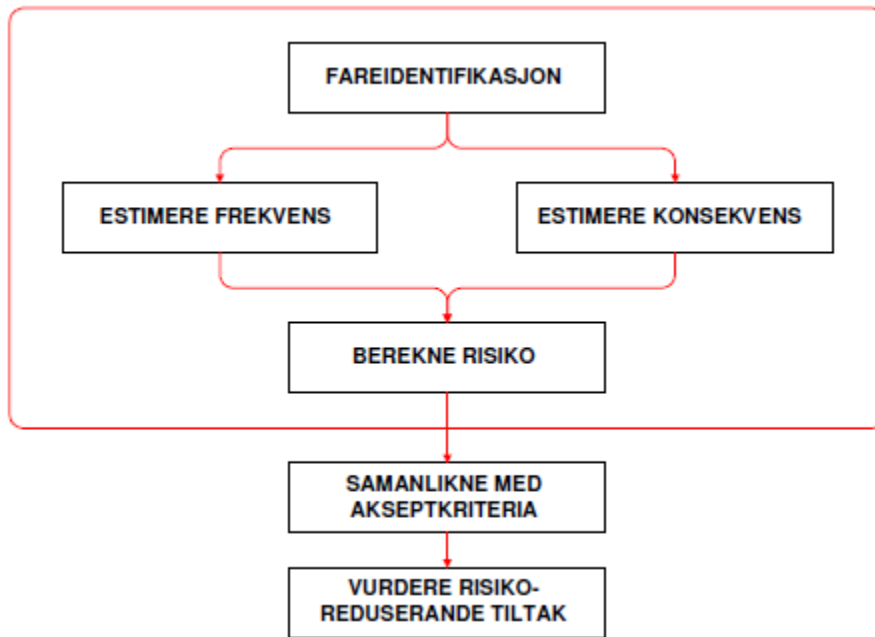 FAREIDENTIFIKASJON
ESTIMERE FREKVENS
ESTIMERE KONSEKVENS
BEREKNE RISIKO
SAMANLIKNE MED
AKSEPTKRITERIA
VURDERE RISIKO-
REDUSERANDE TILTAK